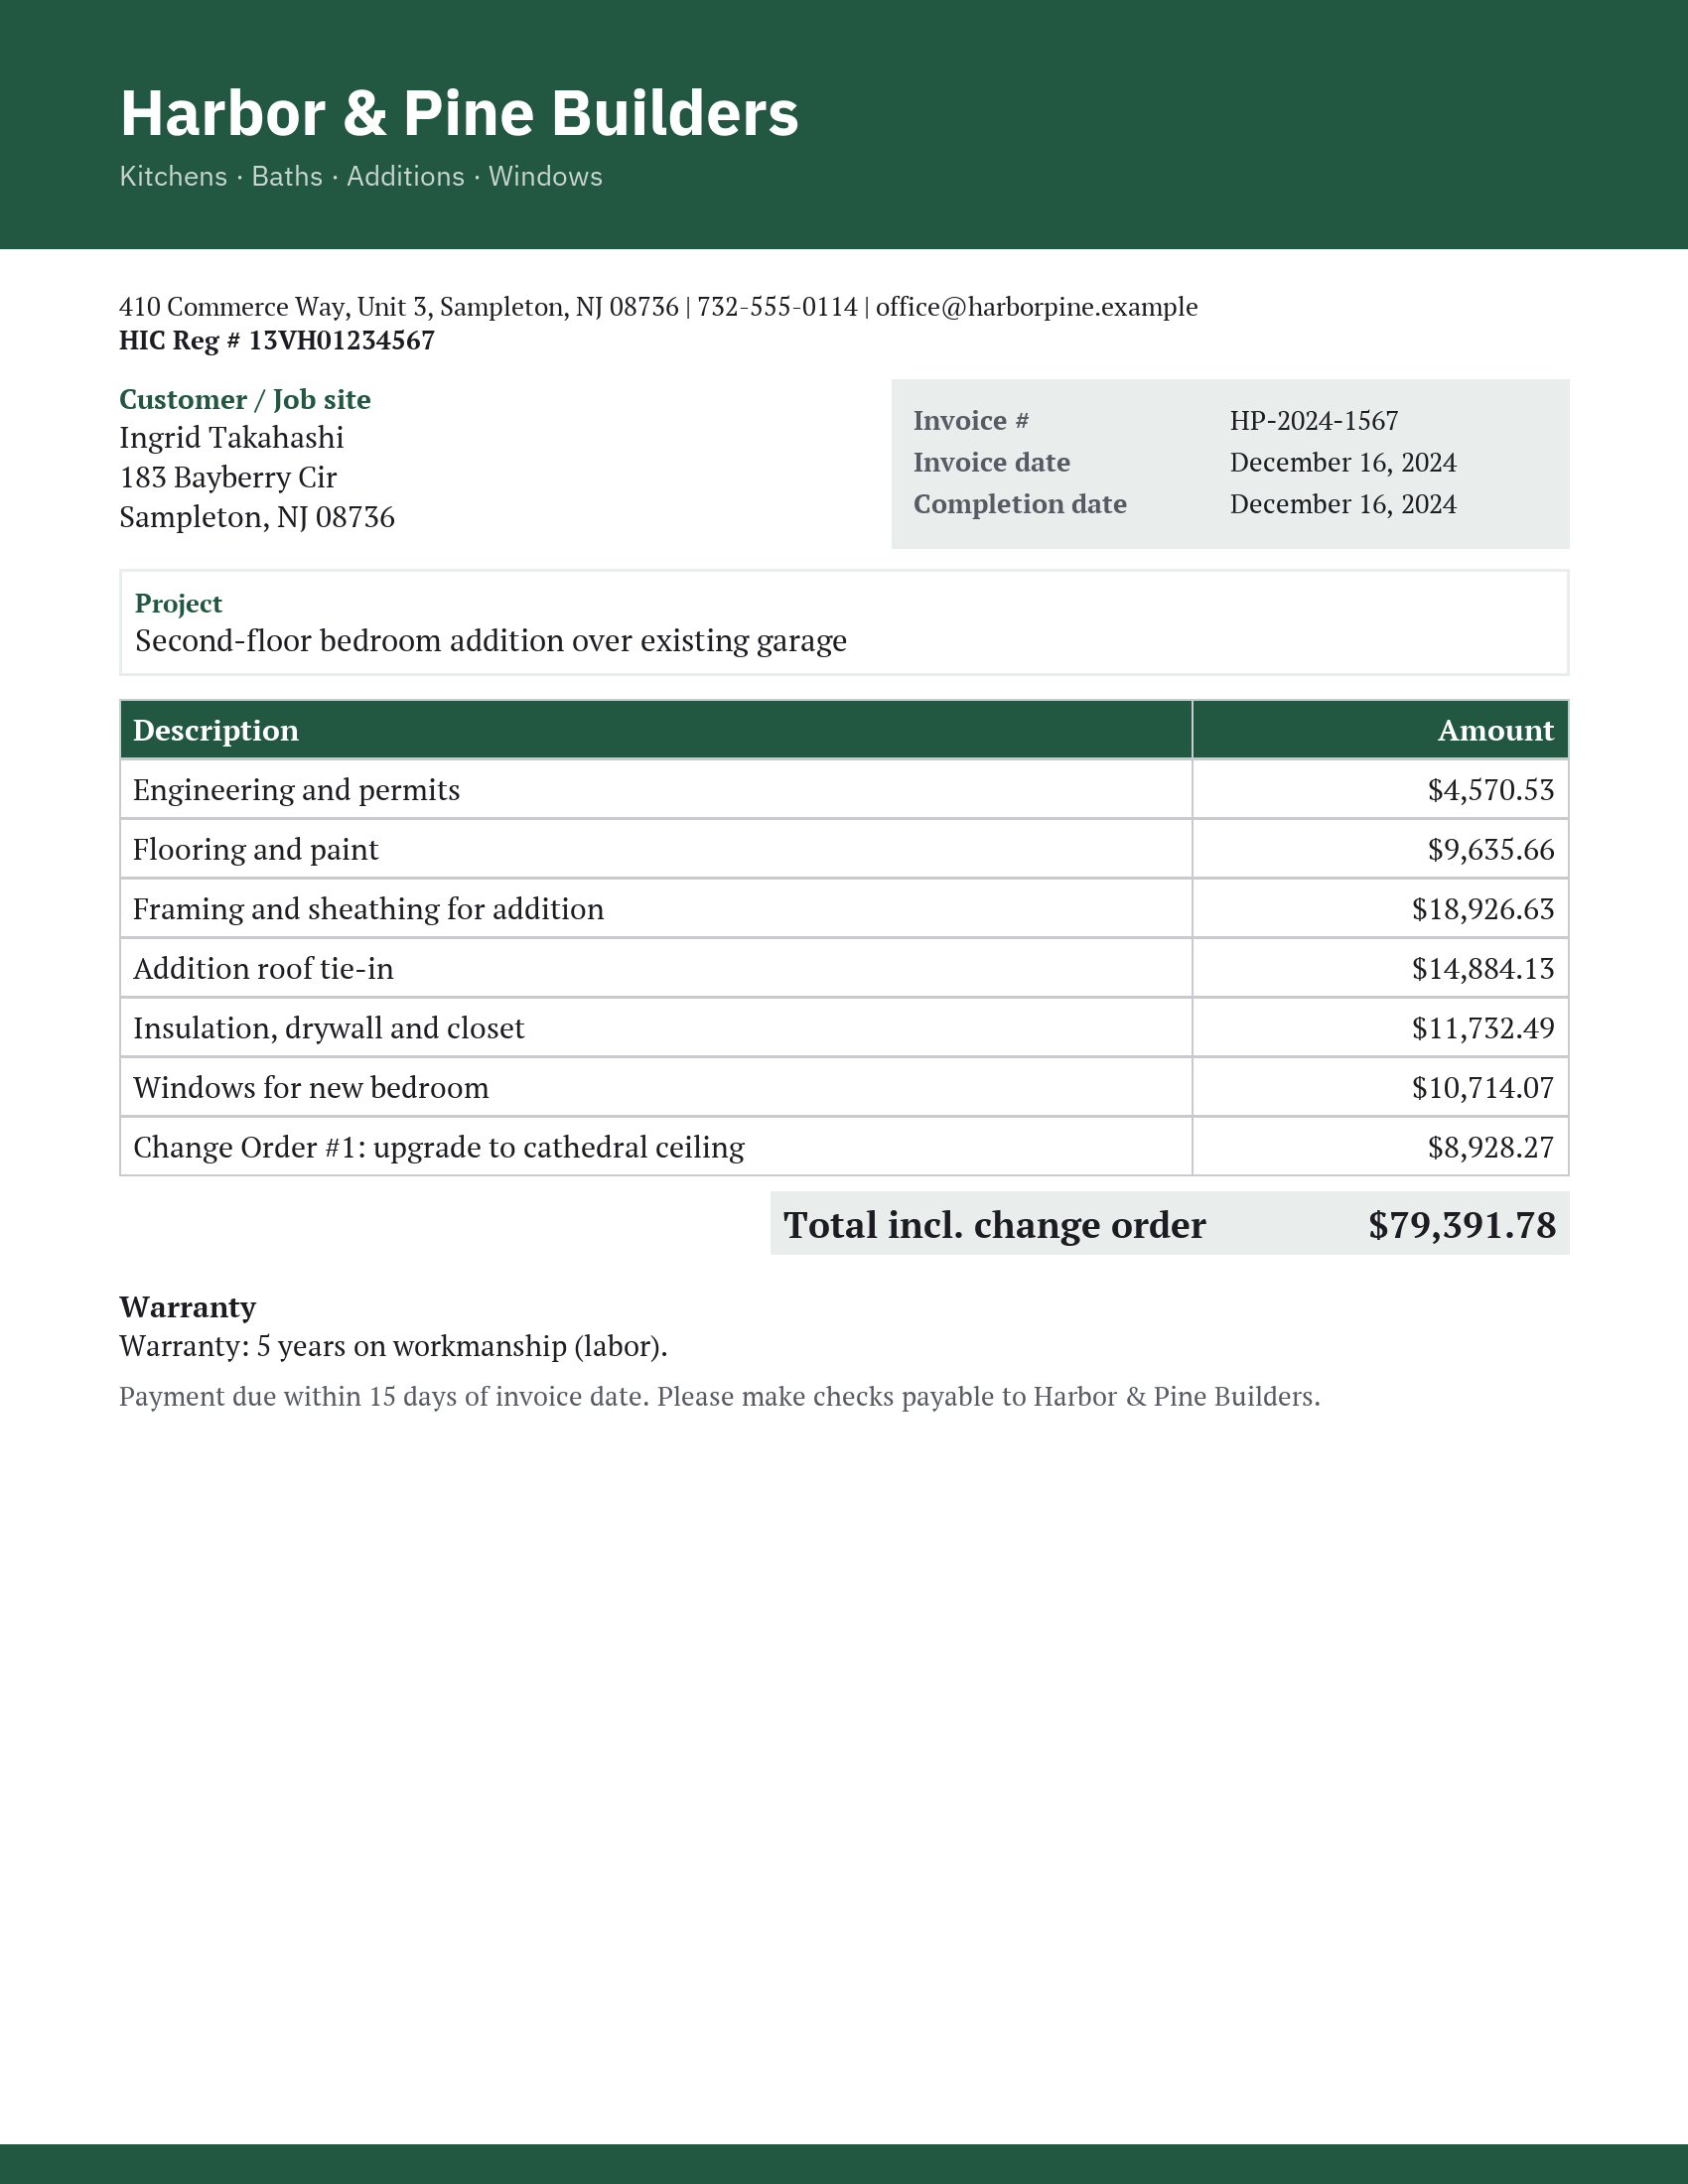 Harbor & Pine Builders
Kitchens · Baths · Additions · Windows
410 Commerce Way, Unit 3, Sampleton, NJ 08736 | 732-555-0114 | office@harborpine.example
HIC Reg # 13VH01234567
Customer / Job site
Ingrid Takahashi
183 Bayberry Cir
Sampleton, NJ 08736
Invoice # HP-2024-1567
Invoice date December 16, 2024
Completion date December 16, 2024
Project
Second-floor bedroom addition over existing garage
Description Amount
Engineering and permits $4,570.53
Flooring and paint $9,635.66
Framing and sheathing for addition $18,926.63
Addition roof tie-in $14,884.13
Insulation, drywall and closet $11,732.49
Windows for new bedroom $10,714.07
Change Order #1: upgrade to cathedral ceiling $8,928.27
Total incl. change order $79,391.78
Warranty
Warranty: 5 years on workmanship (labor).
Payment due within 15 days of invoice date. Please make checks payable to Harbor & Pine Builders.